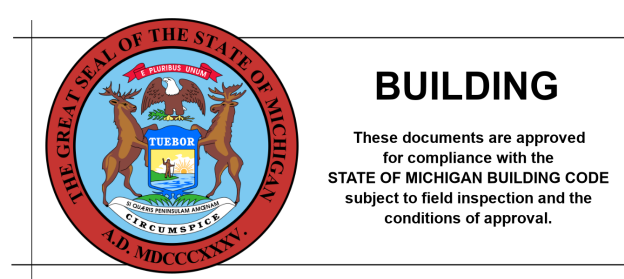 THE GREAT SEAL OF THE STATE OF MICHIGAN
E PLURIBUS UNUM
TUEBOR
SI QUÆRIS PENINSULAM AMŒNAM
CIRCUMSPICE
A.D. MDCCCXXXV.
BUILDING
These documents are approved
for compliance with the
STATE OF MICHIGAN BUILDING CODE
subject to field inspection and the
conditions of approval.